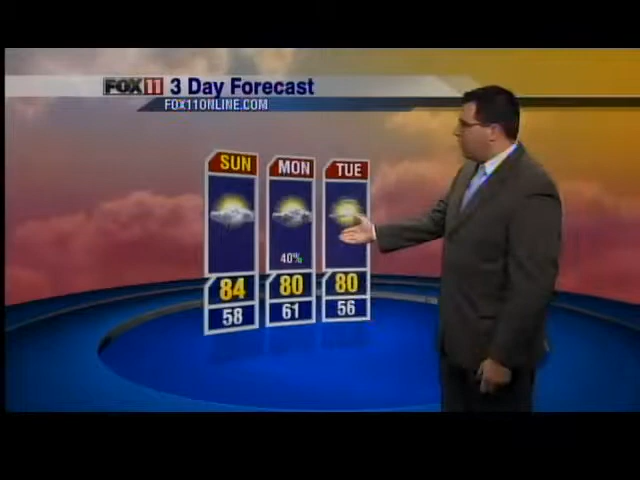 FOX 11 3 Day Forecast
FOX11ONLINE.COM
SUN MON TUE
40%
84 80 80
58 61 56